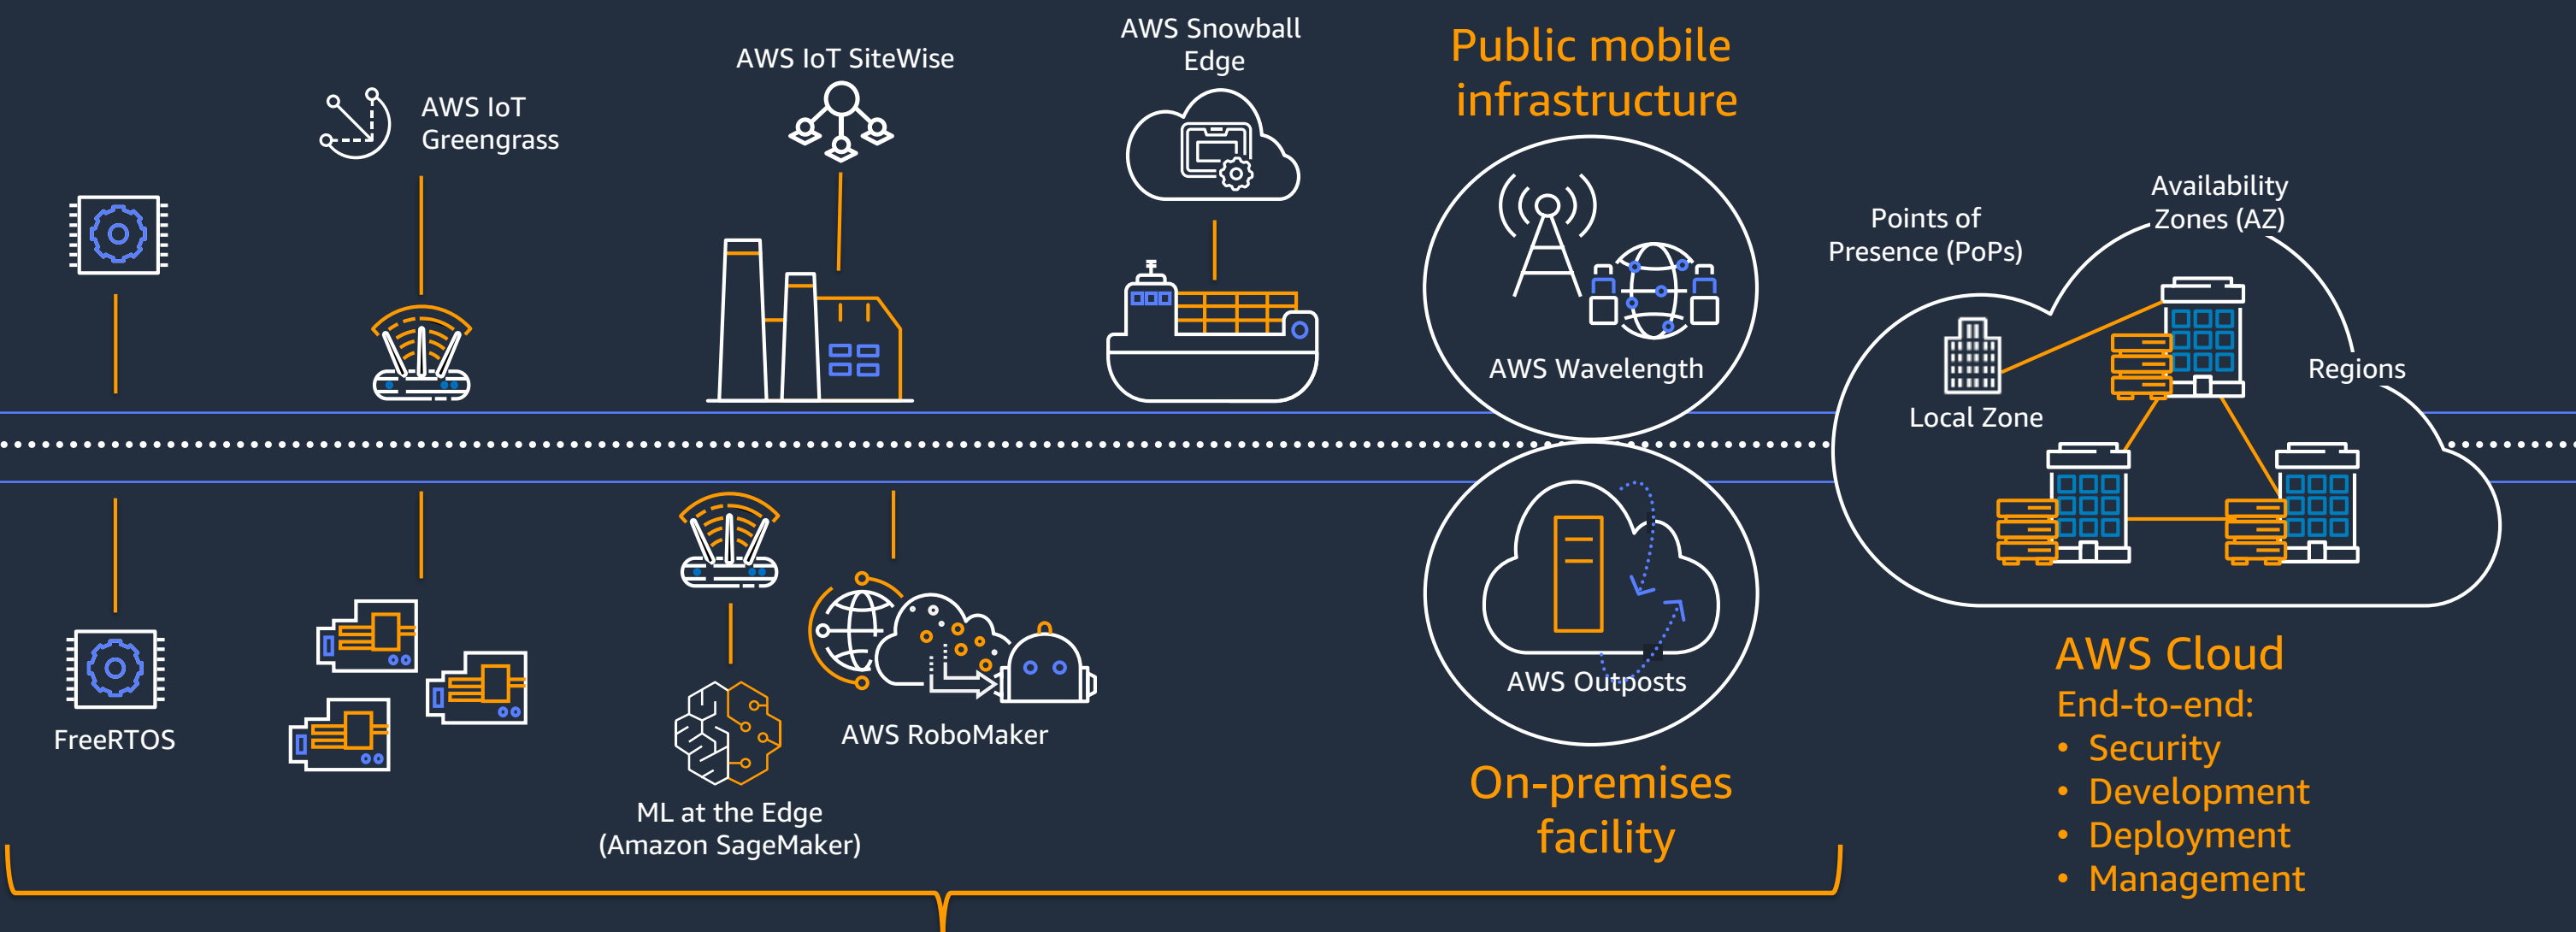 AWS IoT
Greengrass
AWS IoT SiteWise
AWS Snowball
Edge
Public mobile
infrastructure
AWS Wavelength
Points of
Presence (PoPs)
Availability
Zones (AZ)
Regions
Local Zone
FreeRTOS
ML at the Edge
(Amazon SageMaker)
AWS RoboMaker
AWS Outposts
On-premises
facility
AWS Cloud
End-to-end:
• Security
• Development
• Deployment
• Management